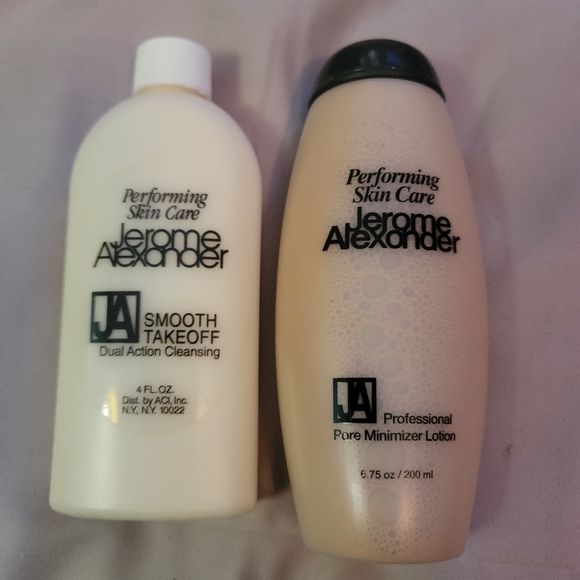 Performing
Skin Care
Jerome
Alexander
JA
SMOOTH
TAKEOFF
Dual Action Cleansing
4 FL. OZ.
Dist. by ACI, Inc.
N.Y., N.Y. 10022
Performing
Skin Care
Jerome
Alexander
JA
Professional
Pore Minimizer Lotion
6.75 oz / 200 ml